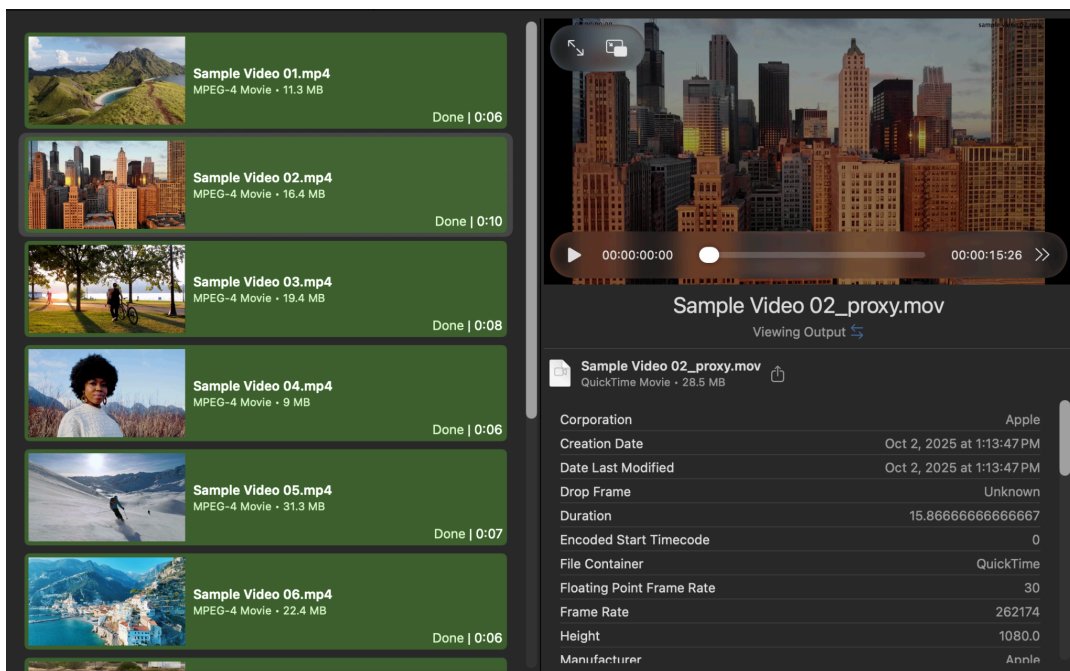 Sample Video 01.mp4
MPEG-4 Movie • 11.3 MB
Done | 0:06
Sample Video 02.mp4
MPEG-4 Movie • 16.4 MB
Done | 0:10
Sample Video 03.mp4
MPEG-4 Movie • 19.4 MB
Done | 0:08
Sample Video 04.mp4
MPEG-4 Movie • 9 MB
Done | 0:06
Sample Video 05.mp4
MPEG-4 Movie • 31.3 MB
Done | 0:07
Sample Video 06.mp4
MPEG-4 Movie • 22.4 MB
Done | 0:06
00:00:00:00
00:00:15:26
Sample Video 02_proxy.mov
Viewing Output
Sample Video 02_proxy.mov
QuickTime Movie • 28.5 MB
Corporation Apple
Creation Date Oct 2, 2025 at 1:13:47 PM
Date Last Modified Oct 2, 2025 at 1:13:47 PM
Drop Frame Unknown
Duration 15.86666666666667
Encoded Start Timecode 0
File Container QuickTime
Floating Point Frame Rate 30
Frame Rate 262174
Height 1080.0
Manufacturer Apple